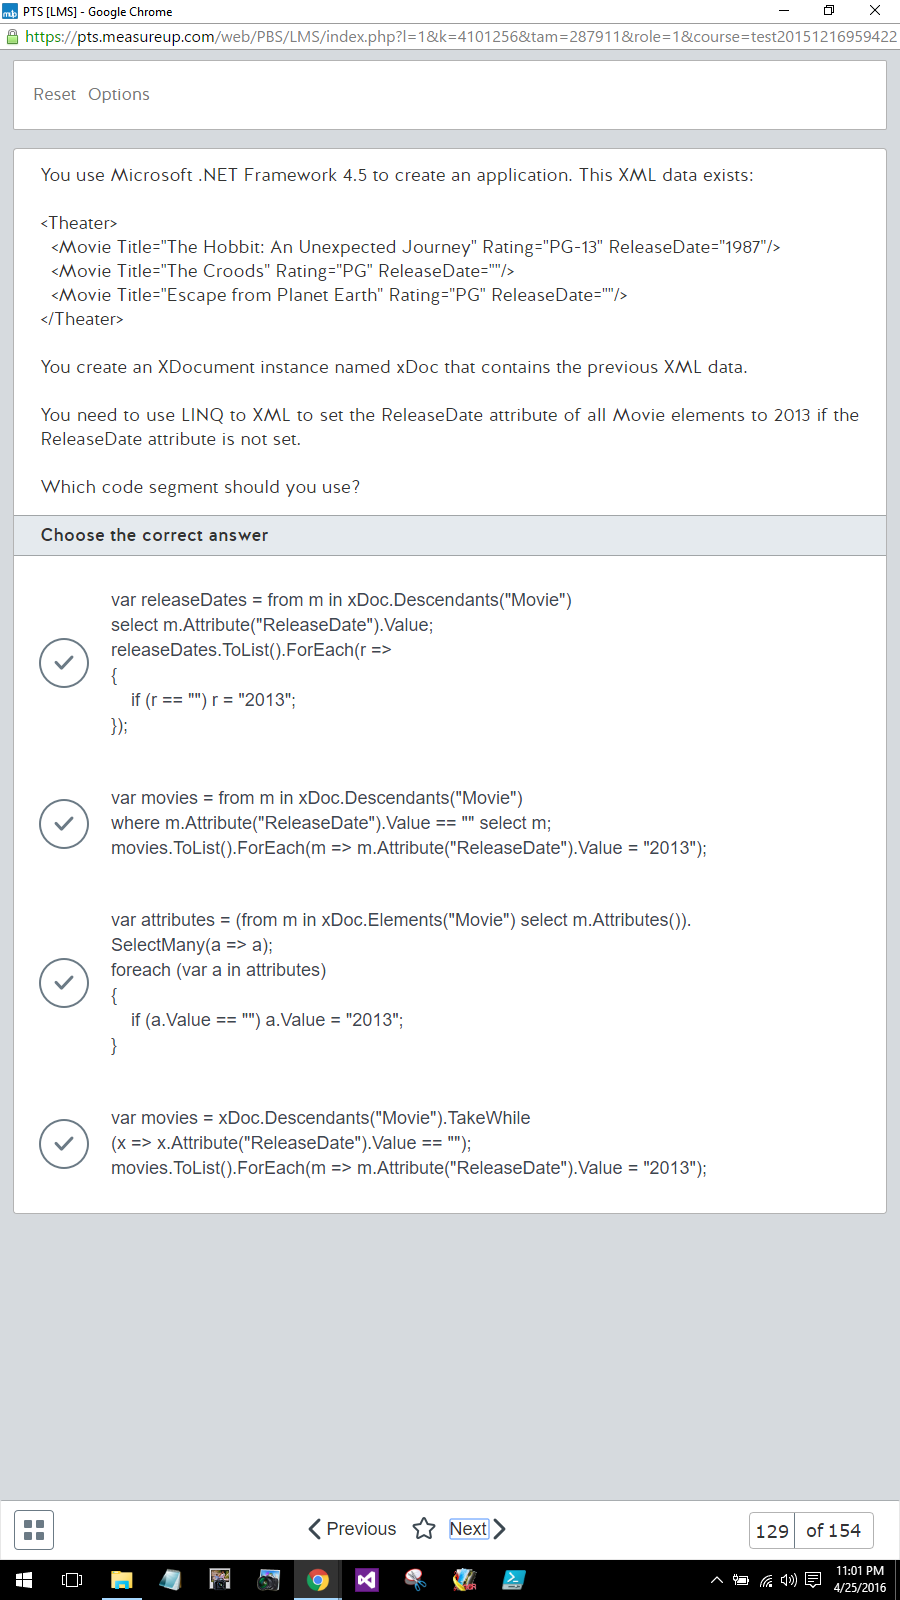 PTS [LMS] - Google Chrome
https://pts.measureup.com/web/PBS/LMS/index.php?l=1&k=4101256&tam=287911&role=1&course=test20151216959422
Reset Options
You use Microsoft .NET Framework 4.5 to create an application. This XML data exists:
<Theater>
<Movie Title="The Hobbit: An Unexpected Journey" Rating="PG-13" ReleaseDate="1987"/>
<Movie Title="The Croods" Rating="PG" ReleaseDate=""/>
<Movie Title="Escape from Planet Earth" Rating="PG" ReleaseDate=""/>
</Theater>
You create an XDocument instance named xDoc that contains the previous XML data.
You need to use LINQ to XML to set the ReleaseDate attribute of all Movie elements to 2013 if the
ReleaseDate attribute is not set.
Which code segment should you use?
Choose the correct answer
var releaseDates = from m in xDoc.Descendants("Movie")
select m.Attribute("ReleaseDate").Value;
releaseDates.ToList().ForEach(r =>
{
if (r == "") r = "2013";
});
var movies = from m in xDoc.Descendants("Movie")
where m.Attribute("ReleaseDate").Value == "" select m;
movies.ToList().ForEach(m => m.Attribute("ReleaseDate").Value = "2013");
var attributes = (from m in xDoc.Elements("Movie") select m.Attributes()).
SelectMany(a => a);
foreach (var a in attributes)
{
if (a.Value == "") a.Value = "2013";
}
var movies = xDoc.Descendants("Movie").TakeWhile
(x => x.Attribute("ReleaseDate").Value == "");
movies.ToList().ForEach(m => m.Attribute("ReleaseDate").Value = "2013");
Previous Next 129 of 154
11:01 PM
4/25/2016